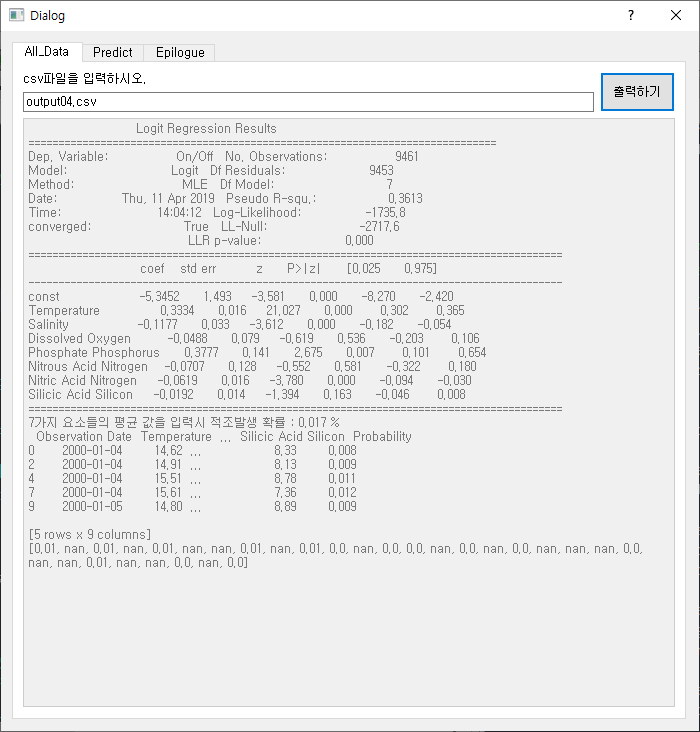 Dialog
All_Data Predict Epilogue
csv파일을 입력하시오.
output04.csv
출력하기
Logit Regression Results
==============================================================================
Dep. Variable: On/Off No. Observations: 9461
Model: Logit Df Residuals: 9453
Method: MLE Df Model: 7
Date: Thu, 11 Apr 2019 Pseudo R-squ.: 0.3613
Time: 14:04:12 Log-Likelihood: -1735.8
converged: True LL-Null: -2717.6
LLR p-value: 0.000
==============================================================================
coef std err z P>|z| [0.025 0.975]
------------------------------------------------------------------------------
const -5.3452 1.493 -3.581 0.000 -8.270 -2.420
Temperature 0.3334 0.016 21.027 0.000 0.302 0.365
Salinity -0.1177 0.033 -3.612 0.000 -0.182 -0.054
Dissolved Oxygen -0.0488 0.079 -0.619 0.536 -0.203 0.106
Phosphate Phosphorus 0.3777 0.141 2.675 0.007 0.101 0.654
Nitrous Acid Nitrogen -0.0707 0.128 -0.552 0.581 -0.322 0.180
Nitric Acid Nitrogen -0.0619 0.016 -3.780 0.000 -0.094 -0.030
Silicic Acid Silicon -0.0192 0.014 -1.394 0.163 -0.046 0.008
==============================================================================
7가지 요소들의 평균 값을 입력시 적조발생 확률 : 0.017 %
Observation Date Temperature ... Silicic Acid Silicon Probability
0 2000-01-04 14.62 ... 8.33 0.008
2 2000-01-04 14.91 ... 8.13 0.009
4 2000-01-04 15.51 ... 8.78 0.011
7 2000-01-04 15.61 ... 7.36 0.012
9 2000-01-05 14.80 ... 8.89 0.009
[5 rows x 9 columns]
[0.01, nan, 0.01, nan, 0.01, nan, nan, 0.01, nan, 0.01, 0.0, nan, 0.0, 0.0, nan, 0.0, nan, 0.0, nan, nan, nan, 0.0,
nan, nan, 0.01, nan, nan, 0.0, nan, 0.0]